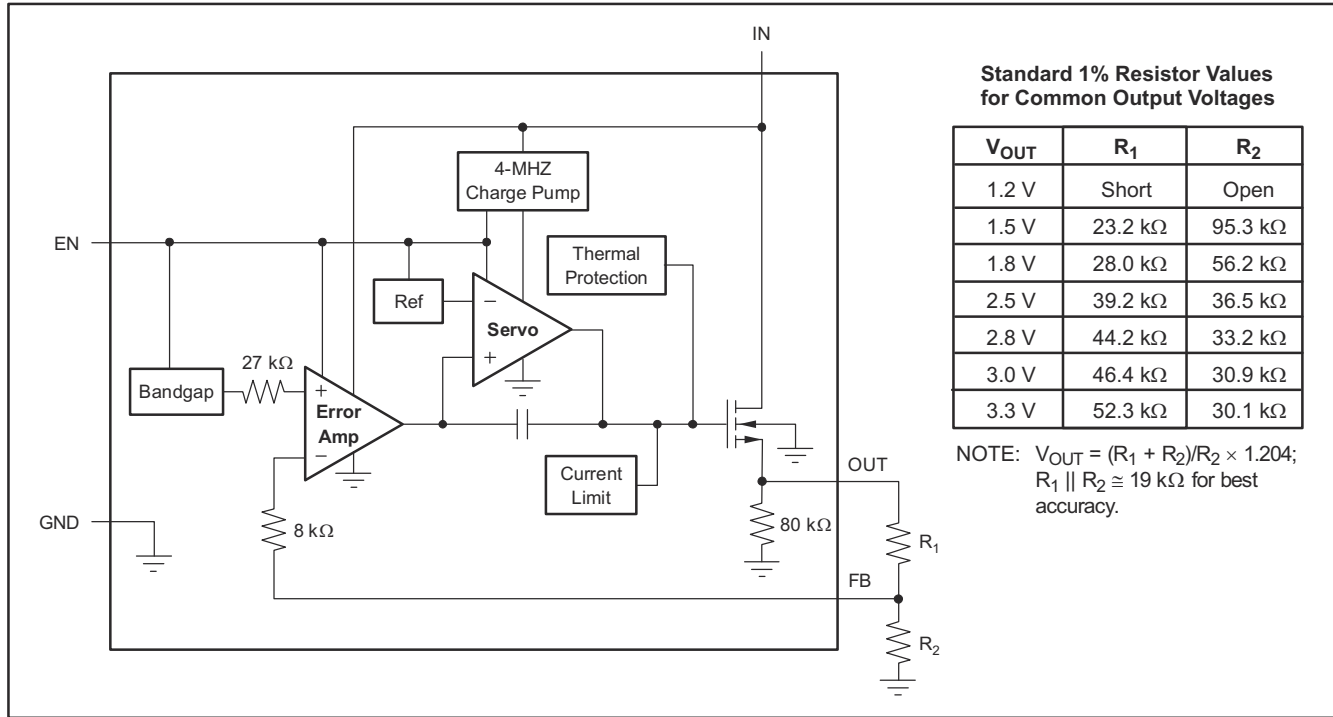 IN
4-MHZ
Charge Pump
EN
Thermal
Protection
Ref
−
Servo
+
27 kΩ
Bandgap
+
Error
Amp
−
Current
Limit
OUT
GND
8 kΩ
80 kΩ
R1
FB
R2
Standard 1% Resistor Values
for Common Output Voltages
VOUT R1 R2
1.2 V Short Open
1.5 V 23.2 kΩ 95.3 kΩ
1.8 V 28.0 kΩ 56.2 kΩ
2.5 V 39.2 kΩ 36.5 kΩ
2.8 V 44.2 kΩ 33.2 kΩ
3.0 V 46.4 kΩ 30.9 kΩ
3.3 V 52.3 kΩ 30.1 kΩ
NOTE: VOUT = (R1 + R2)/R2 × 1.204;
R1 || R2 ≅ 19 kΩ for best
accuracy.